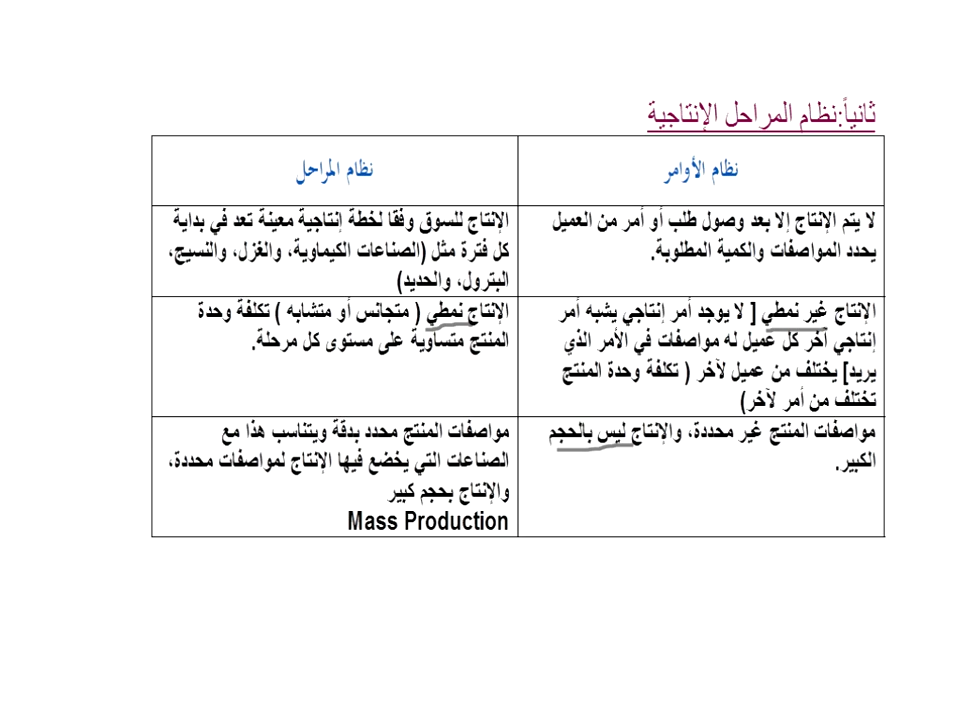 ثانياً:نظام المراحل الإنتاجية
نظام الأوامر
نظام المراحل
لا يتم الإنتاج إلا بعد وصول طلب أو أمر من العميل
يحدد المواصفات والكمية المطلوبة.
الإنتاج للسوق وفقا لخطة إنتاجية معينة تعد في بداية
كل فترة مثل (الصناعات الكيماوية، والغزل، والنسيج،
البترول، والحديد)
الإنتاج غير نمطي [ لا يوجد أمر إنتاجي يشبه أمر
إنتاجي آخر كل عميل له مواصفات في الأمر الذي
يريد] يختلف من عميل لآخر ( تكلفة وحدة المنتج
تختلف من أمر لآخر)
الإنتاج نمطي ( متجانس أو متشابه ) تكلفة وحدة
المنتج متساوية على مستوى كل مرحلة.
مواصفات المنتج غير محددة، والإنتاج ليس بالحجم
الكبير.
مواصفات المنتج محدد بدقة ويتناسب هذا مع
الصناعات التي يخضع فيها الإنتاج لمواصفات محددة،
والإنتاج بحجم كبير
Mass Production